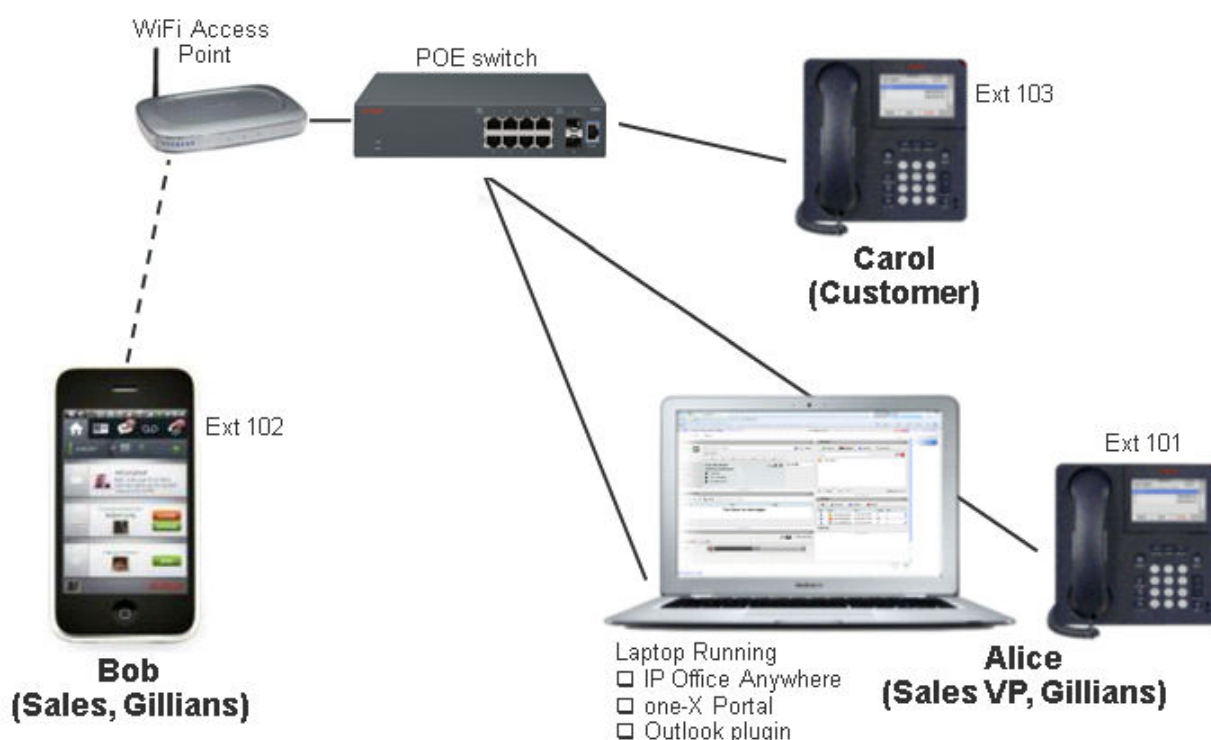 WiFi Access
Point
POE switch
Ext 103
Carol
(Customer)
Ext 102
Ext 101
Bob
(Sales, Gillians)
Laptop Running
❑ IP Office Anywhere
❑ one-X Portal
❑ Outlook plugin
Alice
(Sales VP, Gillians)